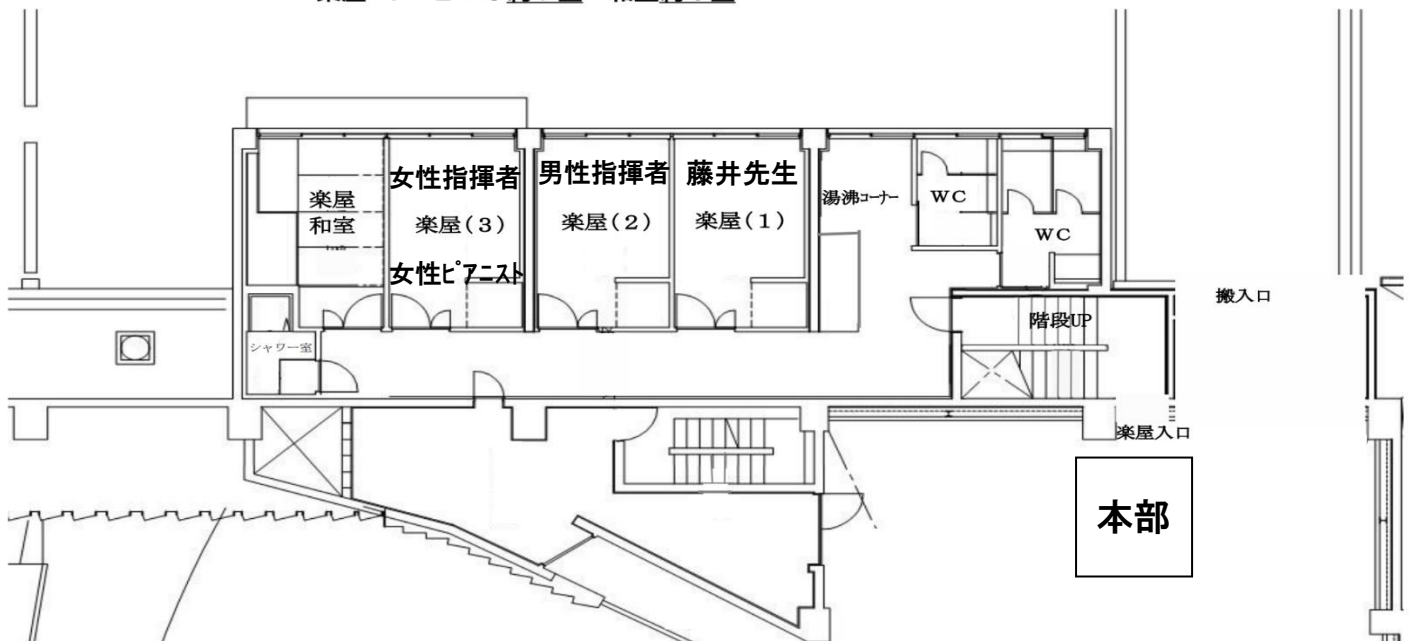 女性指揮者
男性指揮者
藤井先生
楽屋
和室
楽屋(3)
楽屋(2)
楽屋(1)
湯沸コーナー
WC
WC
女性ピアニスト
搬入口
階段UP
シャワー室
楽屋入口
本部